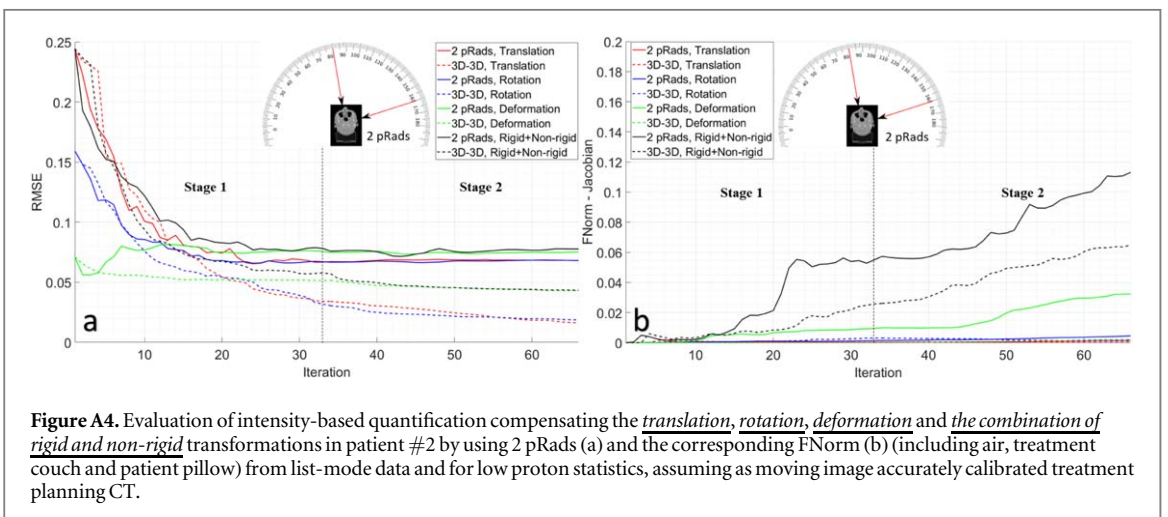 0.25
0.2
0.15
0.1
0.05
0
RMSE
10
20
30
40
50
60
Iteration
Stage 1
Stage 2
a
2 pRads
2 pRads, Translation
3D-3D, Translation
2 pRads, Rotation
3D-3D, Rotation
2 pRads, Deformation
3D-3D, Deformation
2 pRads, Rigid+Non-rigid
3D-3D, Rigid+Non-rigid
0.2
0.18
0.16
0.14
0.12
0.1
0.08
0.06
0.04
0.02
0
FNorm - Jacobian
10
20
30
40
50
60
Iteration
Stage 1
Stage 2
b
2 pRads
2 pRads, Translation
3D-3D, Translation
2 pRads, Rotation
3D-3D, Rotation
2 pRads, Deformation
3D-3D, Deformation
2 pRads, Rigid+Non-rigid
3D-3D, Rigid+Non-rigid
Figure A4. Evaluation of intensity-based quantification compensating the translation, rotation, deformation and the combination of
rigid and non-rigid transformations in patient #2 by using 2 pRads (a) and the corresponding FNorm (b) (including air, treatment
couch and patient pillow) from list-mode data and for low proton statistics, assuming as moving image accurately calibrated treatment
planning CT.